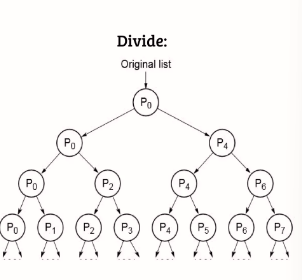 Divide:
Original list
P0
P0 P4
P0 P2 P4 P6
P0 P1 P2 P3 P4 P5 P6 P7